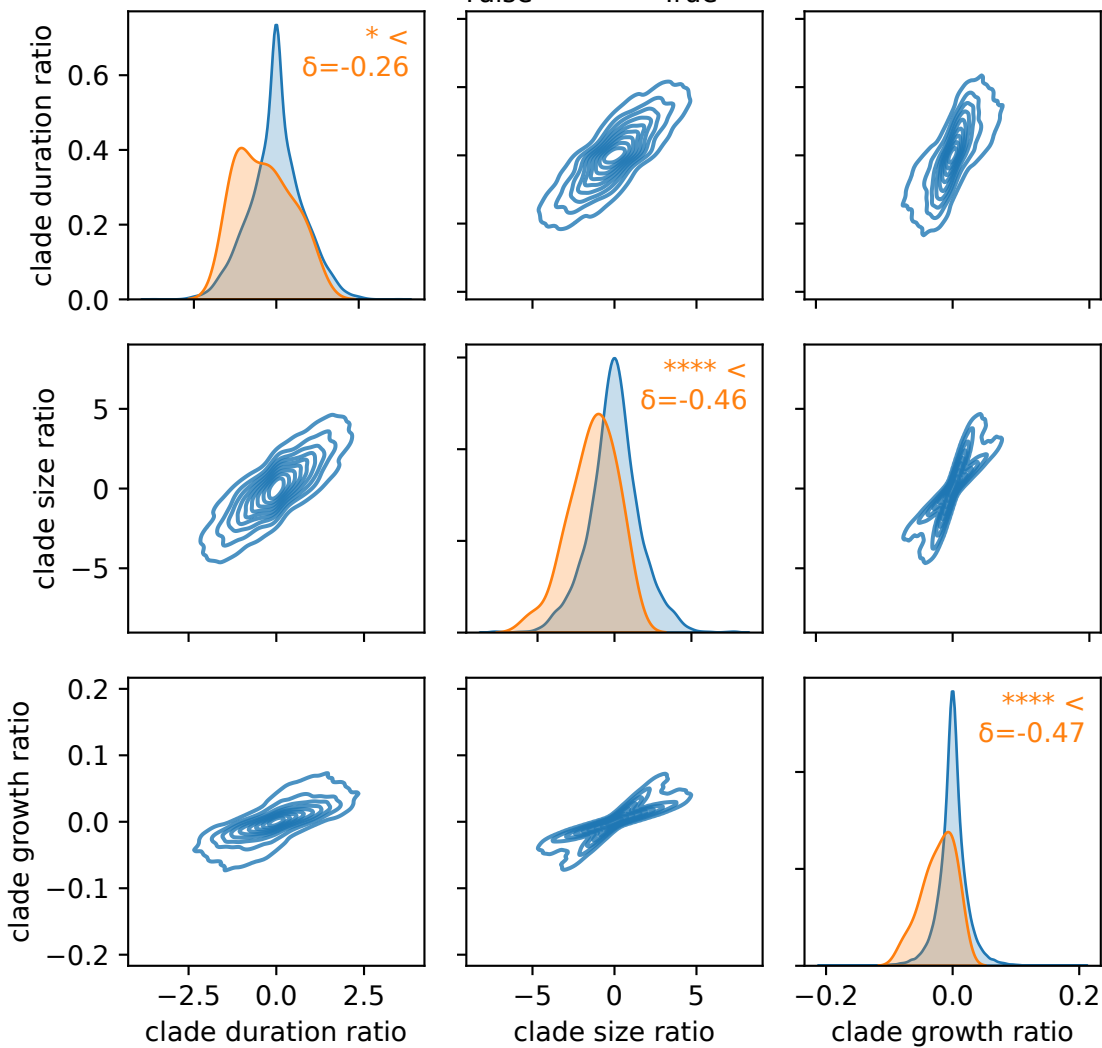 True
clade duration ratio
0.6
0.4
0.2
0.0
* <
δ=-0.26
clade size ratio
5
0
−5
**** <
δ=-0.46
clade growth ratio
0.2
0.1
0.0
−0.1
−0.2
**** <
δ=-0.47
−2.5 0.0 2.5
−5 0 5
−0.2 0.0 0.2
clade duration ratio
clade size ratio
clade growth ratio